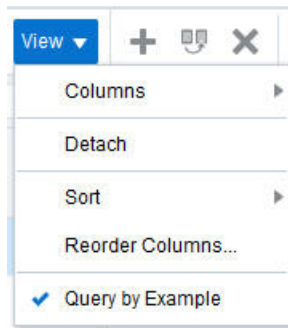 View
Columns
Detach
Sort
Reorder Columns...
Query by Example